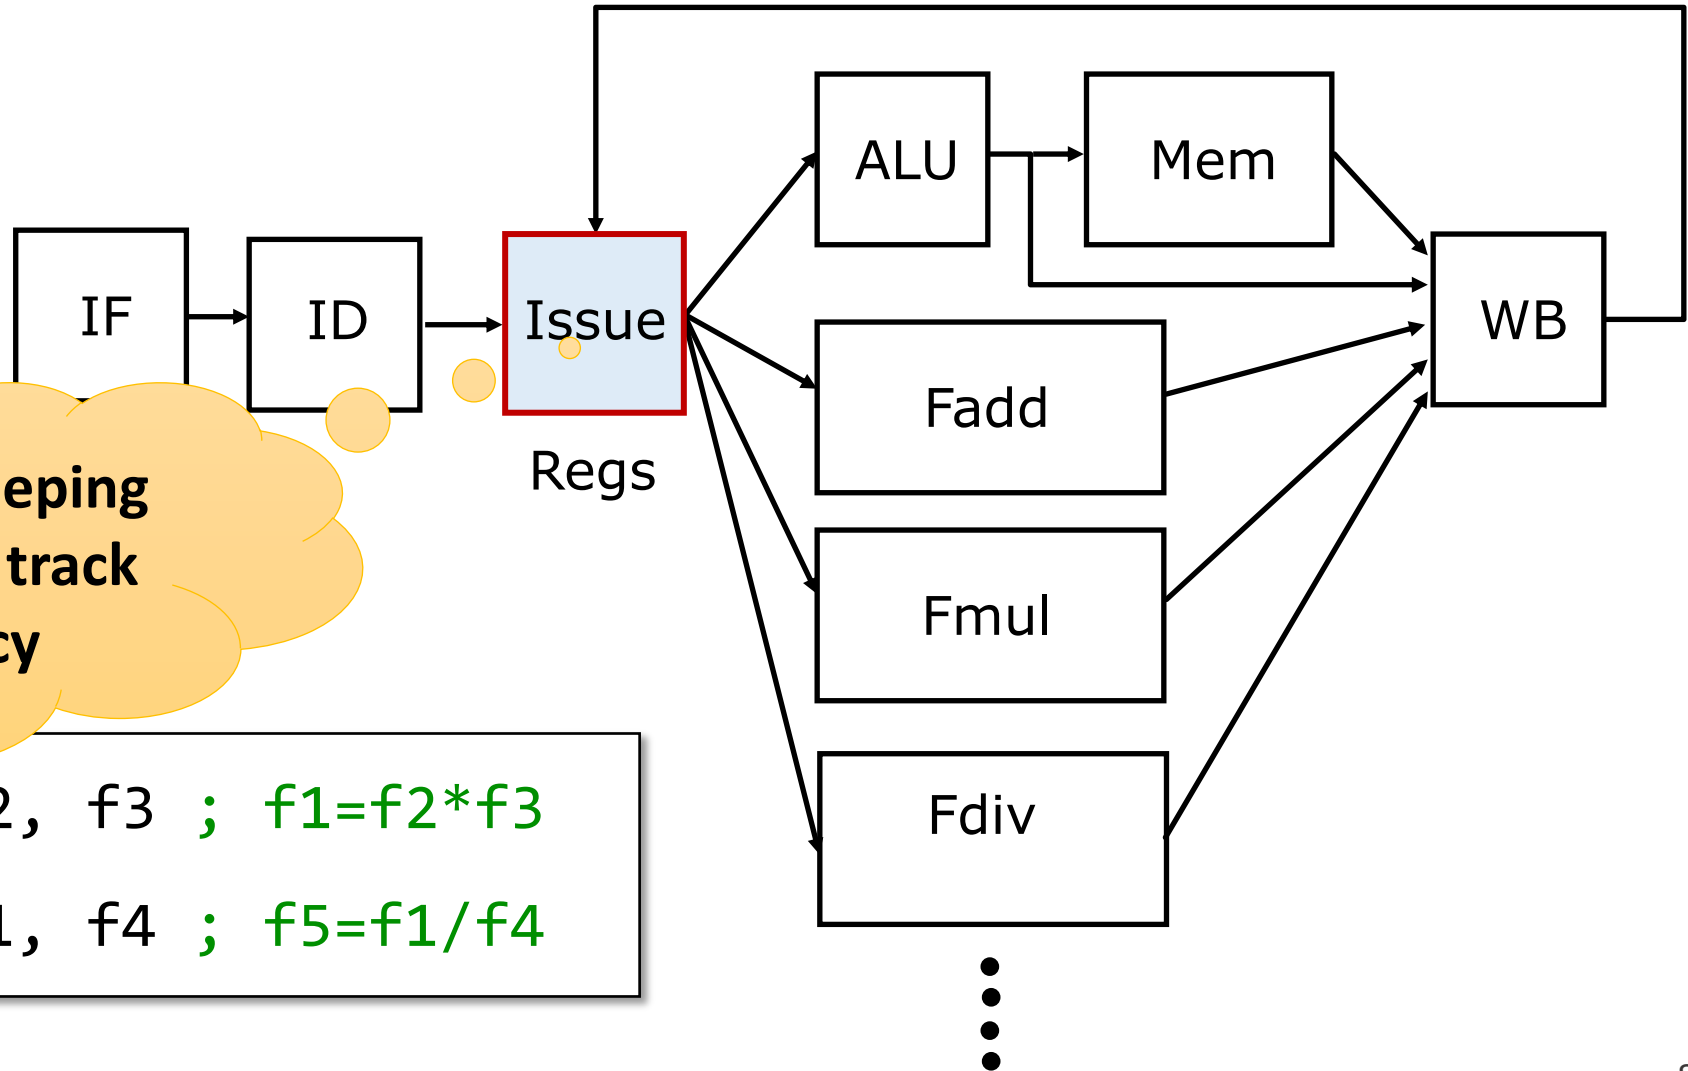 ALU
Mem
IF
ID
Issue
WB
Fadd
Regs
eping
track
cy
Fmul
2, f3 ; f1=f2*f3
Fdiv
1, f4 ; f5=f1/f4